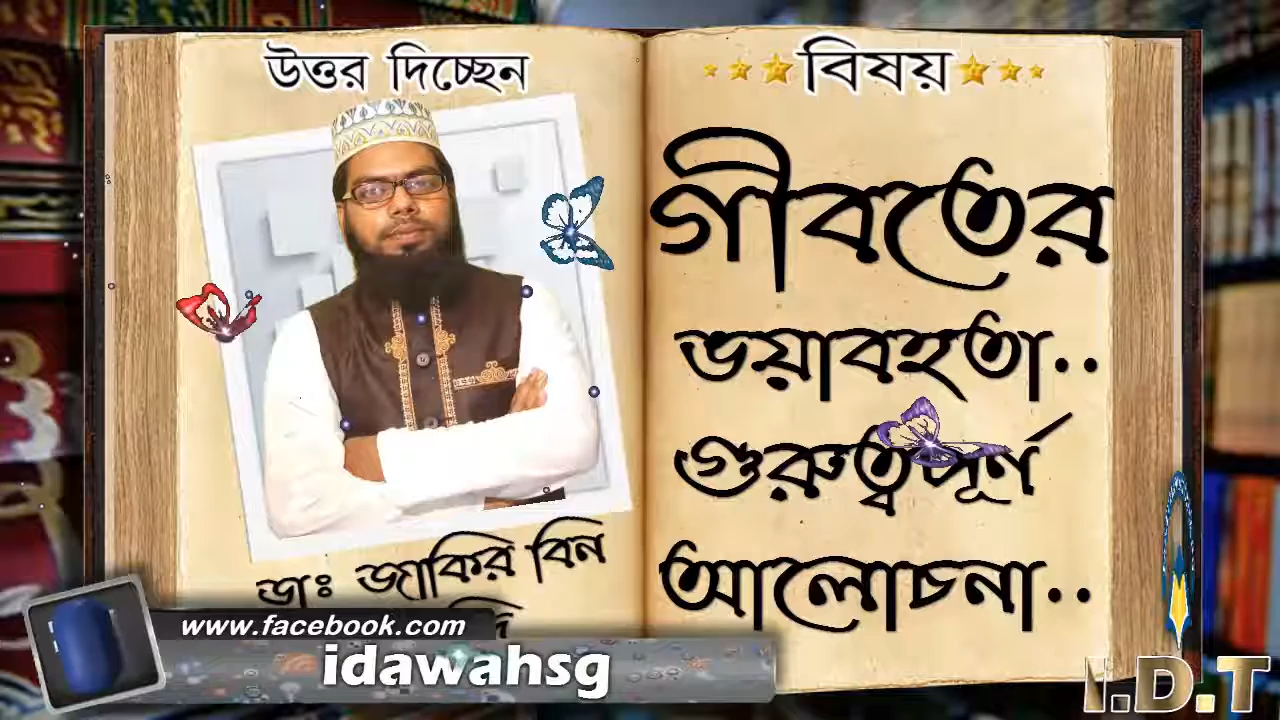 উত্তর দিচ্ছেন
ডাঃ জাকির বিন
www.facebook.com
idawahsg
⭐⭐⭐বিষয়⭐⭐⭐
গীবতের
ভয়াবহতা..
গুরুত্বপূর্ণ
আলোচনা..
I.D.T